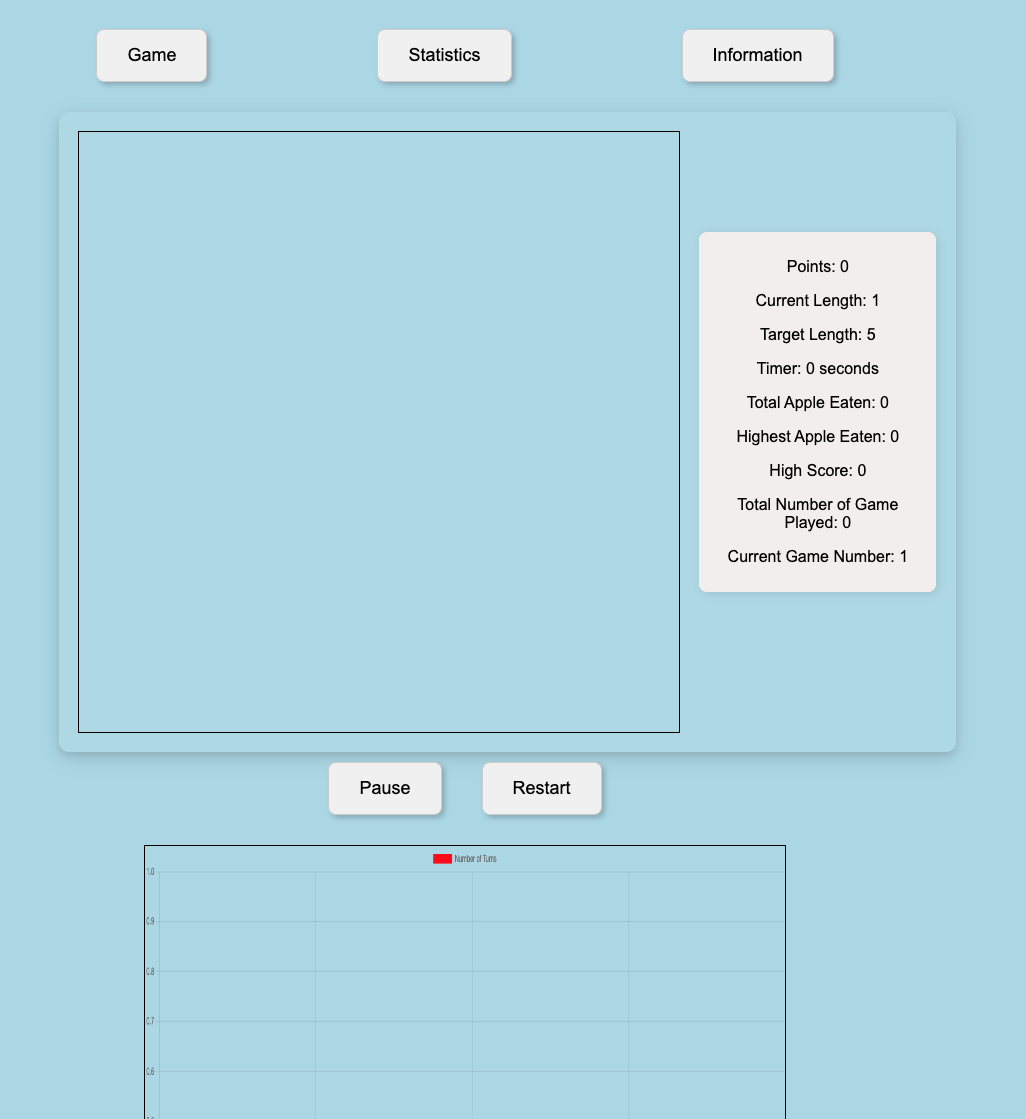 Game
Statistics
Information
Points: 0
Current Length: 1
Target Length: 5
Timer: 0 seconds
Total Apple Eaten: 0
Highest Apple Eaten: 0
High Score: 0
Total Number of Game
Played: 0
Current Game Number: 1
Pause
Restart
Number of Turns
1.0
0.9
0.8
0.7
0.6